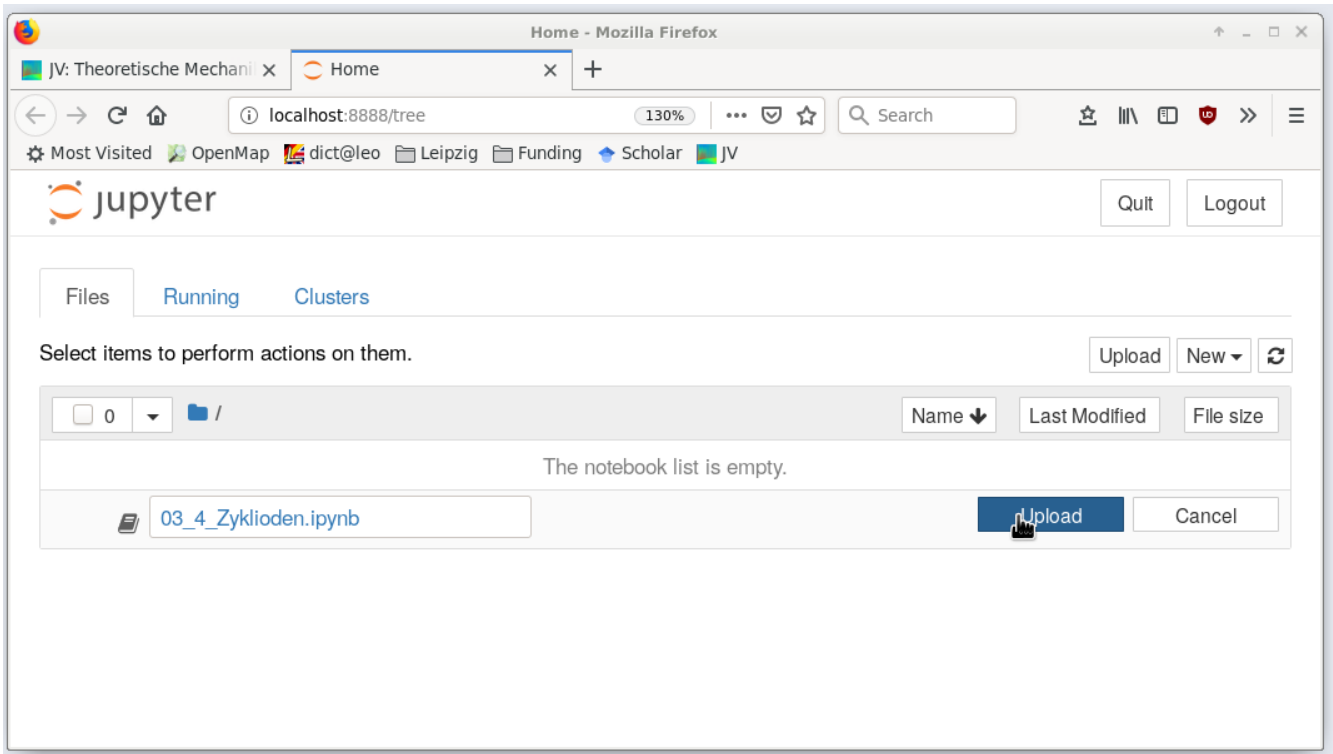 Home - Mozilla Firefox
JV: Theoretische Mechani Home
localhost:8888/tree 130% Search
Most Visited OpenMap dict@leo Leipzig Funding Scholar JV
jupyter Quit Logout
Files Running Clusters
Select items to perform actions on them. Upload New
0 / Name Last Modified File size
The notebook list is empty.
03_4_Zyklioden.ipynb Upload Cancel